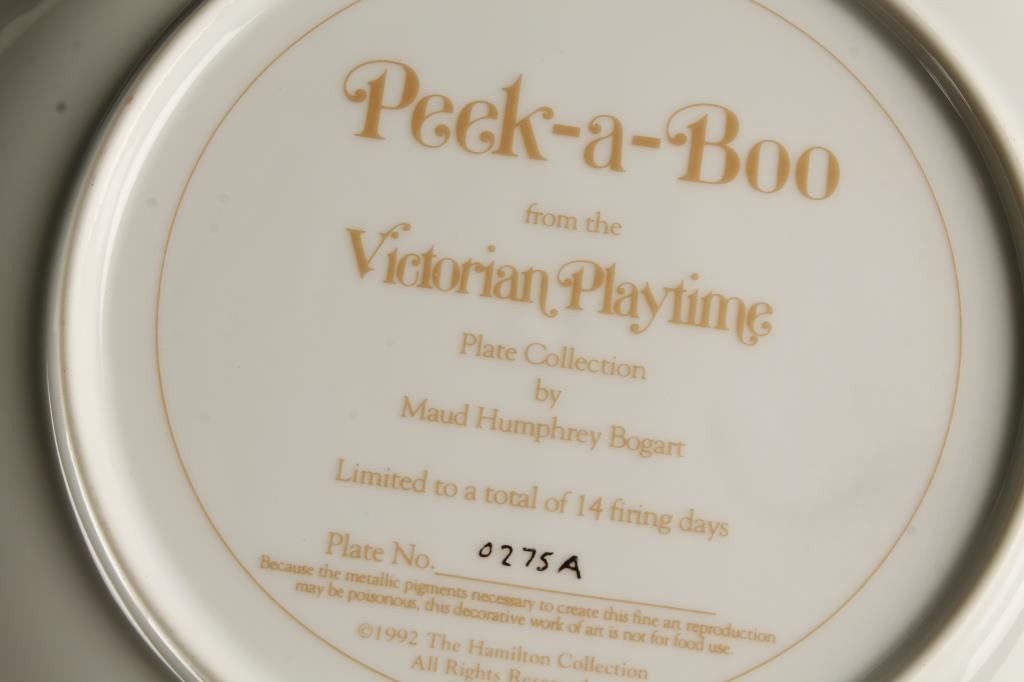 Peek-a-Boo
from the
Victorian Playtime
Plate Collection
by
Maud Humphrey Bogart
Limited to a total of 14 firing days
Plate No. 0275A
Because the metallic pigments necessary to create this fine art reproduction
may be poisonous, this decorative work of art is not for food use.
©1992 The Hamilton Collection
All Rights